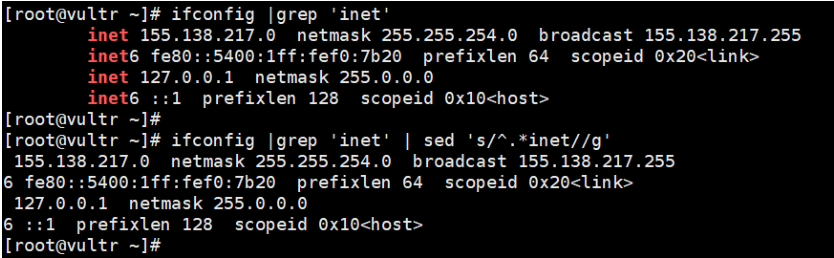 [root@vultr ~]# ifconfig |grep 'inet'
        inet 155.138.217.0  netmask 255.255.254.0  broadcast 155.138.217.255
        inet6 fe80::5400:1ff:fef0:7b20  prefixlen 64  scopeid 0x20<link>
        inet 127.0.0.1  netmask 255.0.0.0
        inet6 ::1  prefixlen 128  scopeid 0x10<host>
[root@vultr ~]#
[root@vultr ~]# ifconfig |grep 'inet' | sed 's/^.*inet//g'
 155.138.217.0  netmask 255.255.254.0  broadcast 155.138.217.255
6 fe80::5400:1ff:fef0:7b20  prefixlen 64  scopeid 0x20<link>
 127.0.0.1  netmask 255.0.0.0
6 ::1  prefixlen 128  scopeid 0x10<host>
[root@vultr ~]#